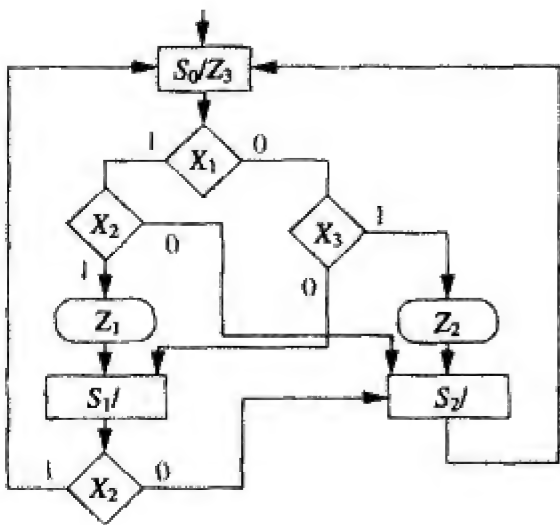 S₀/Z₃
1 X₁ 0
X₂ 0 X₃ 1
1 0
Z₁ Z₂
S₁/ S₂/
1 X₂ 0